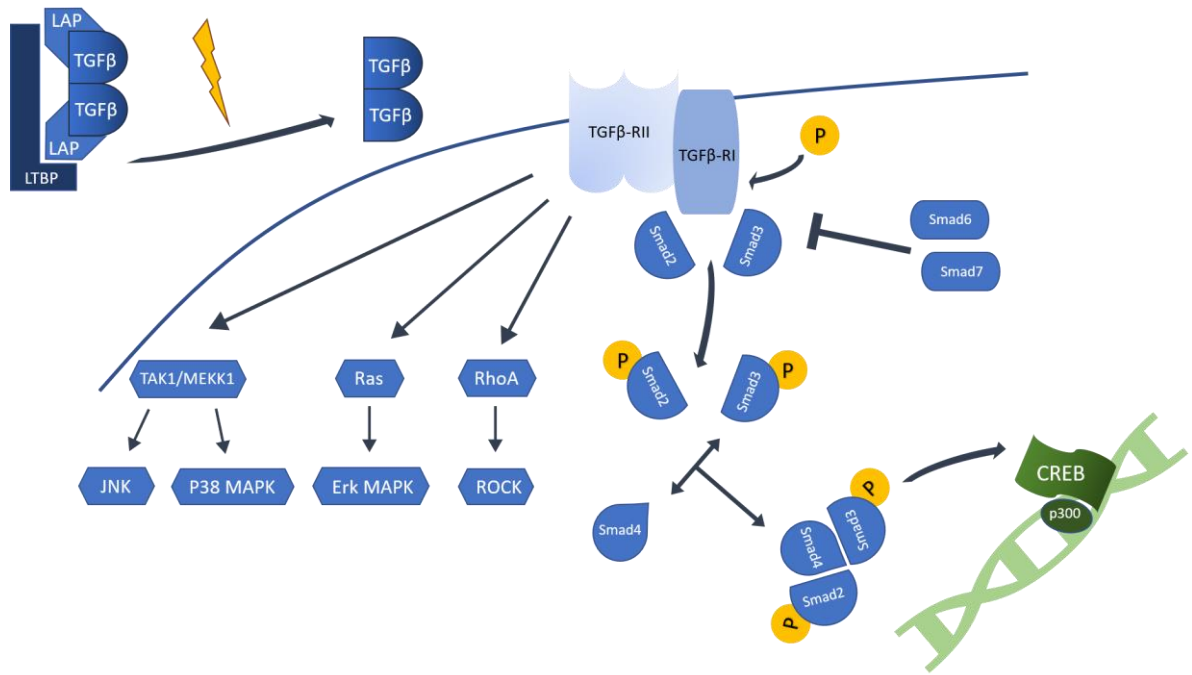 LAP
TGFβ
TGFβ
LAP
LTBP
TGFβ
TGFβ
TGFβ-RII
TGFβ-RI
P
Smad2
Smad3
Smad6
Smad7
TAK1/MEKK1
Ras
RhoA
JNK
P38 MAPK
Erk MAPK
ROCK
P
Smad2
Smad3
P
Smad4
P
Smad3
Smad4
Smad2
P
CREB
p300